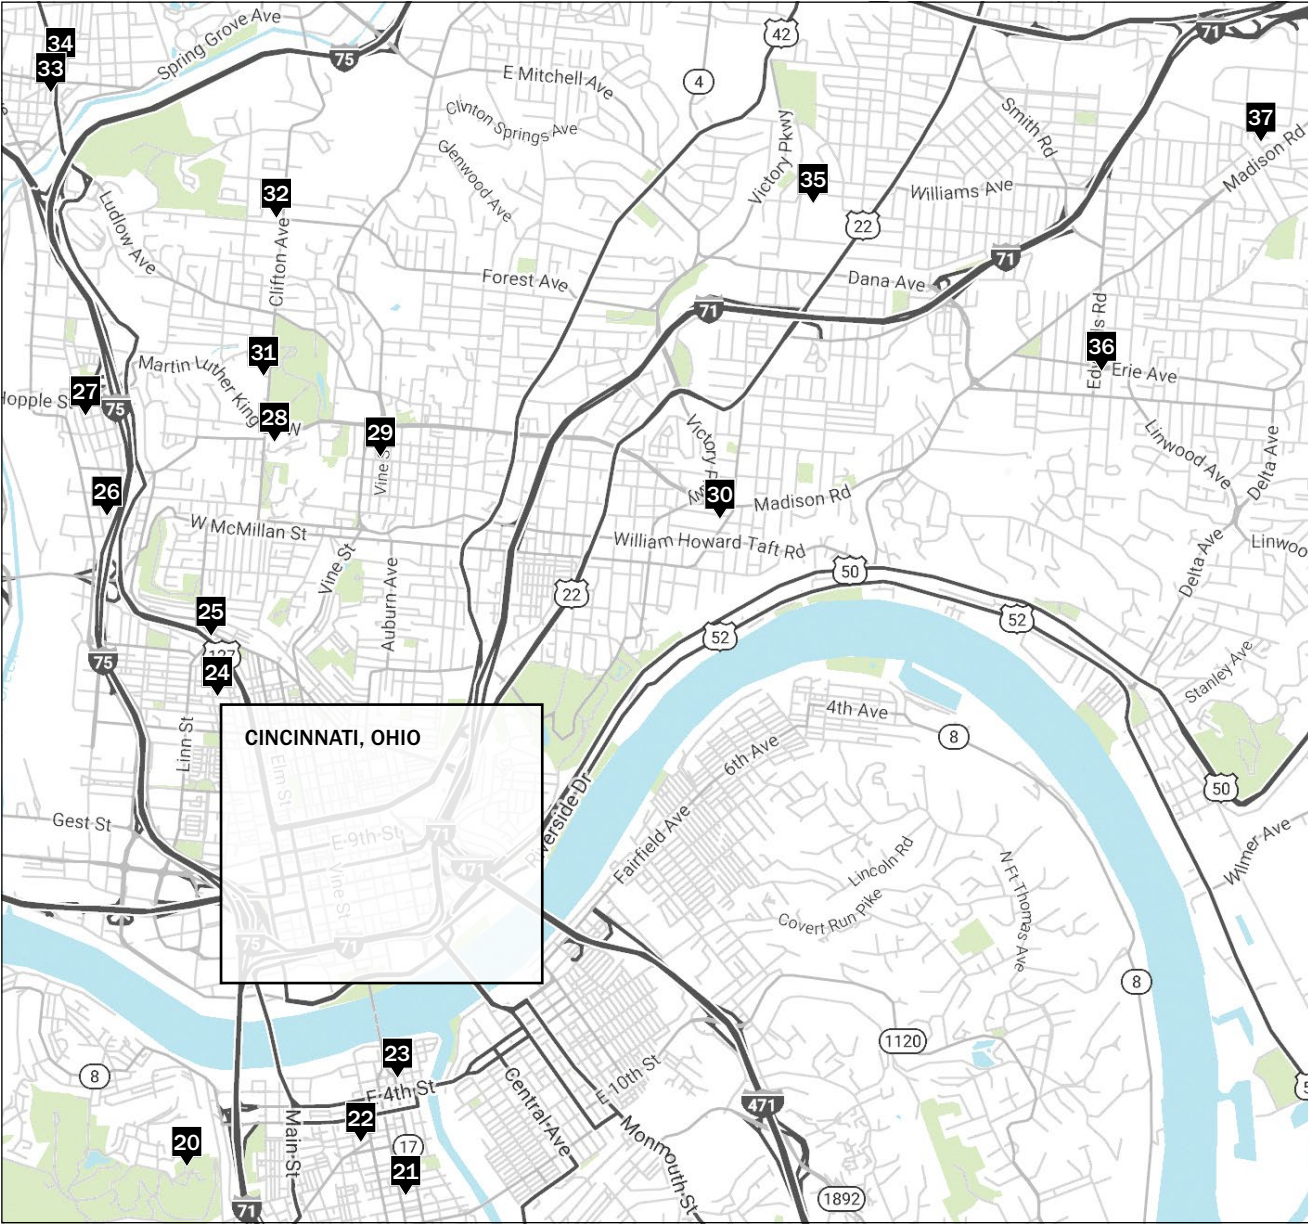 34
33
Spring Grove Ave
75
E Mitchell Ave
42
4
71
Clinton Springs Ave
Glenwood Ave
Victory Pkwy
Smith Rd
37
Madison Rd
32
35
Williams Ave
Ludlow Ave
Clifton Ave
22
Forest Ave
Dana Ave
71
71
31
Martin Luther King
W
36
Erie Ave
27
Hopple St
75
28
29
Vine S
Victory P
wy
Linwood Ave
Delta Ave
26
30
Madison Rd
W McMillan St
William Howard Taft Rd
Vine St
Auburn Ave
50
Delta Ave
Linwoo
22
25
52
52
127
75
24
Stanley Ave
Linn St
CINCINNATI, OHIO
Elm St
4th Ave
8
6th Ave
50
Riverside Dr
Gest St
E 9th St
71
471
Fairfield Ave
Wilmer Ave
Lincoln Rd
Vine St
Covert Run Pike
N Ft Thomas Ave
75
71
8
1120
23
8
E 4th St
Central Ave
E 10th St
471
22
Main St
20
17
21
Monmouth St
1892
71